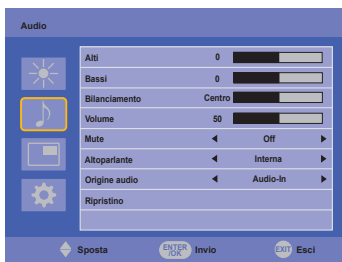 Audio
Alti 0
Bassi 0
Bilanciamento Centro
Volume 50
Mute Off
Altoparlante Interna
Origine audio Audio-In
Ripristino
Sposta ENTER /OK Invio EXIT Esci